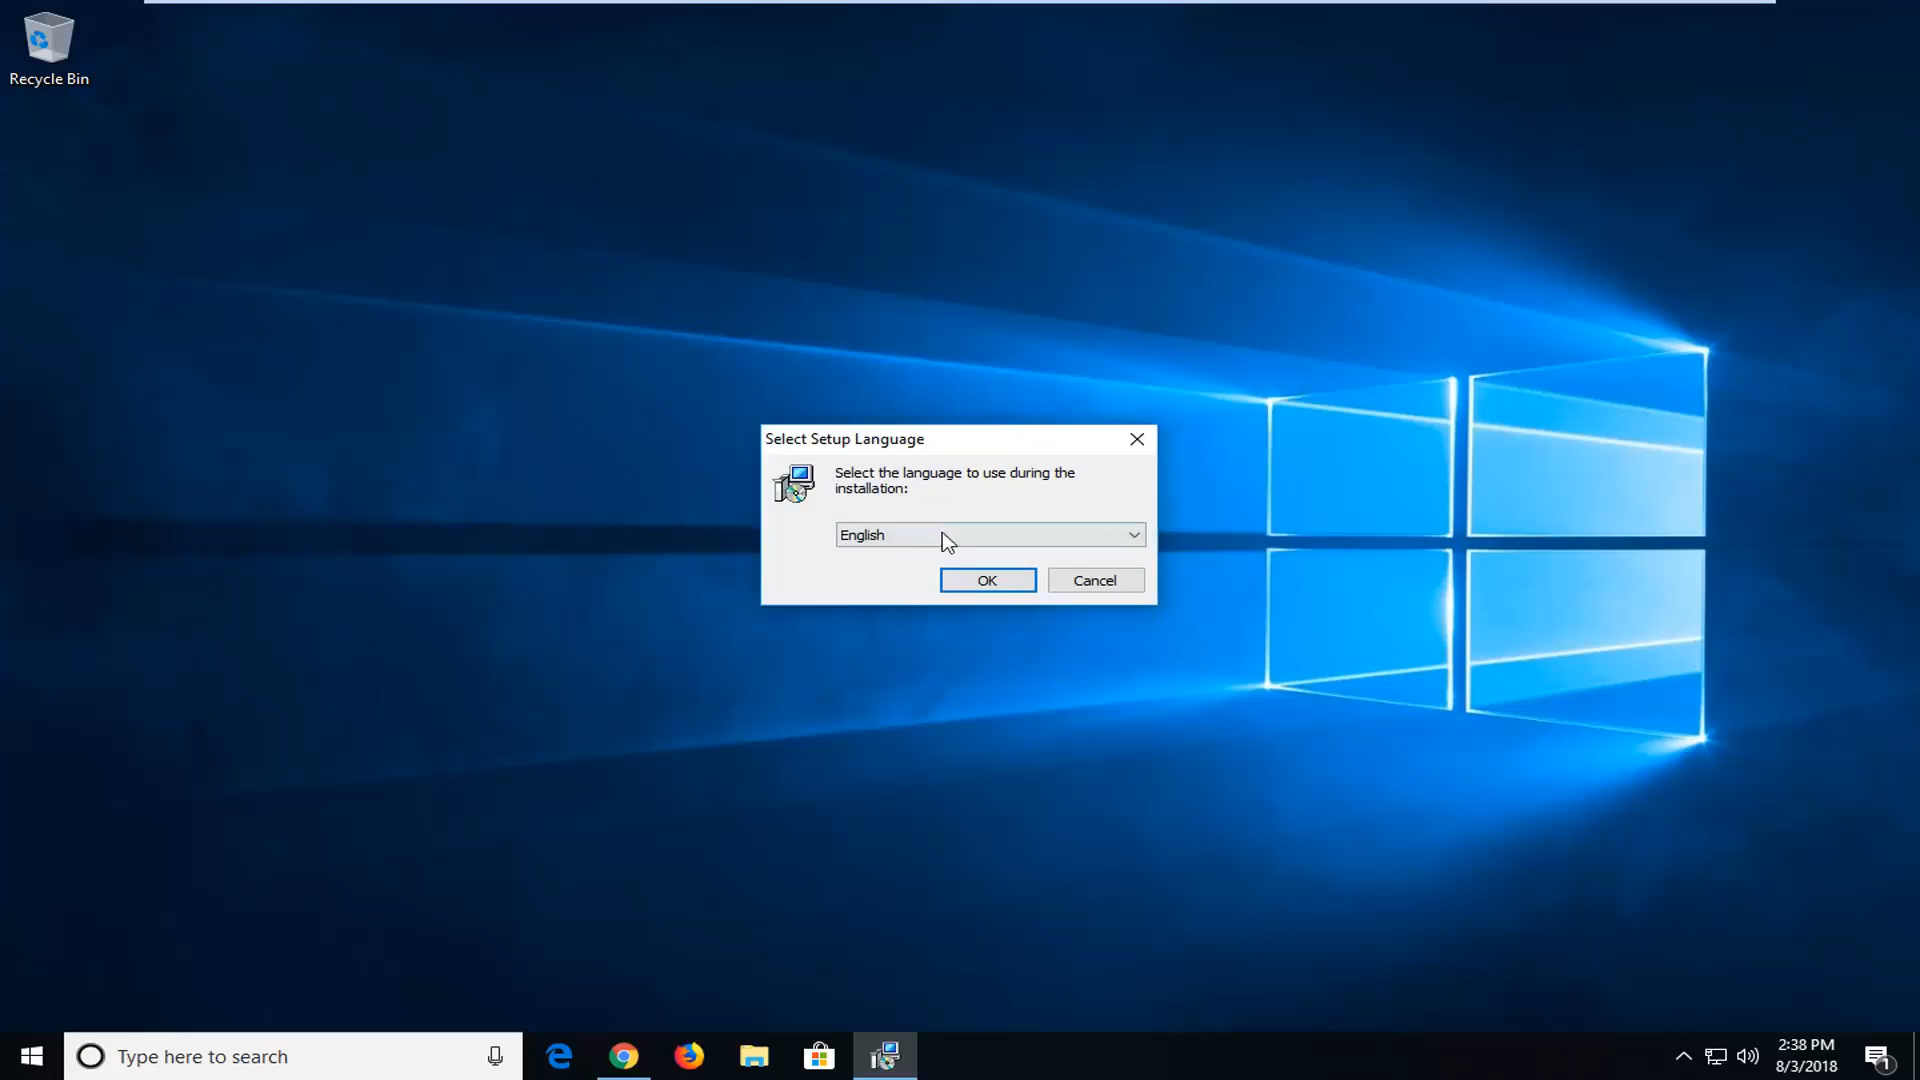 Recycle Bin
Select Setup Language
Select the language to use during the
installation:
English
OK
Cancel
Type here to search
2:38 PM
8/3/2018
1